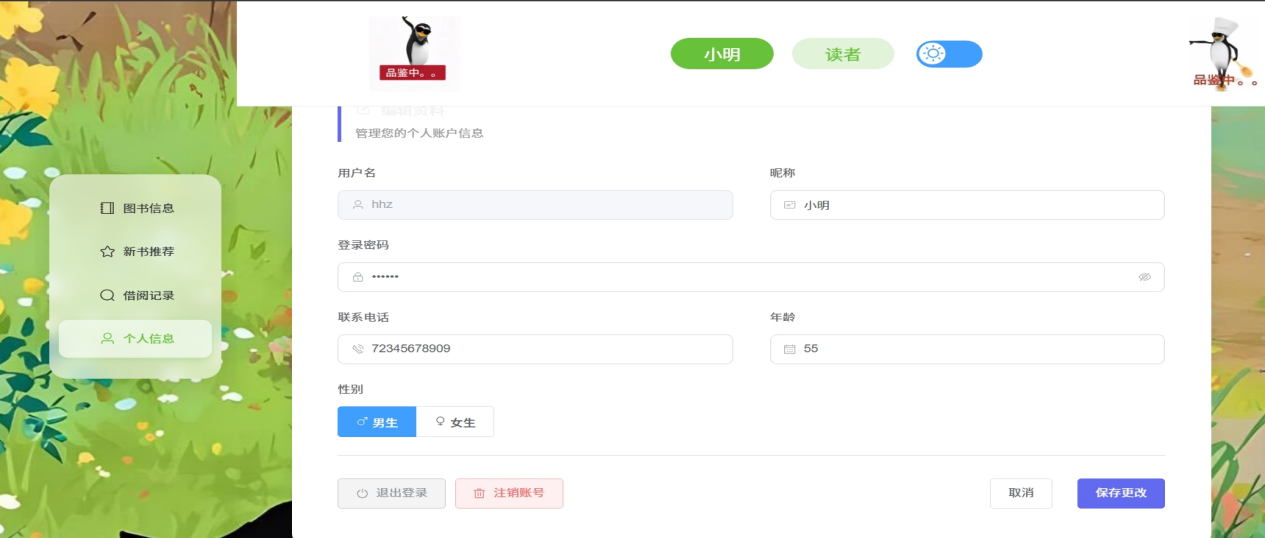 品鉴中。。
小明
读者
品鉴中。。
编辑资料
管理您的个人账户信息
图书信息
新书推荐
借阅记录
个人信息
用户名
昵称
hhz
小明
登录密码
••••••
联系电话
年龄
72345678909
55
性别
男生
女生
退出登录
注销账号
取消
保存更改